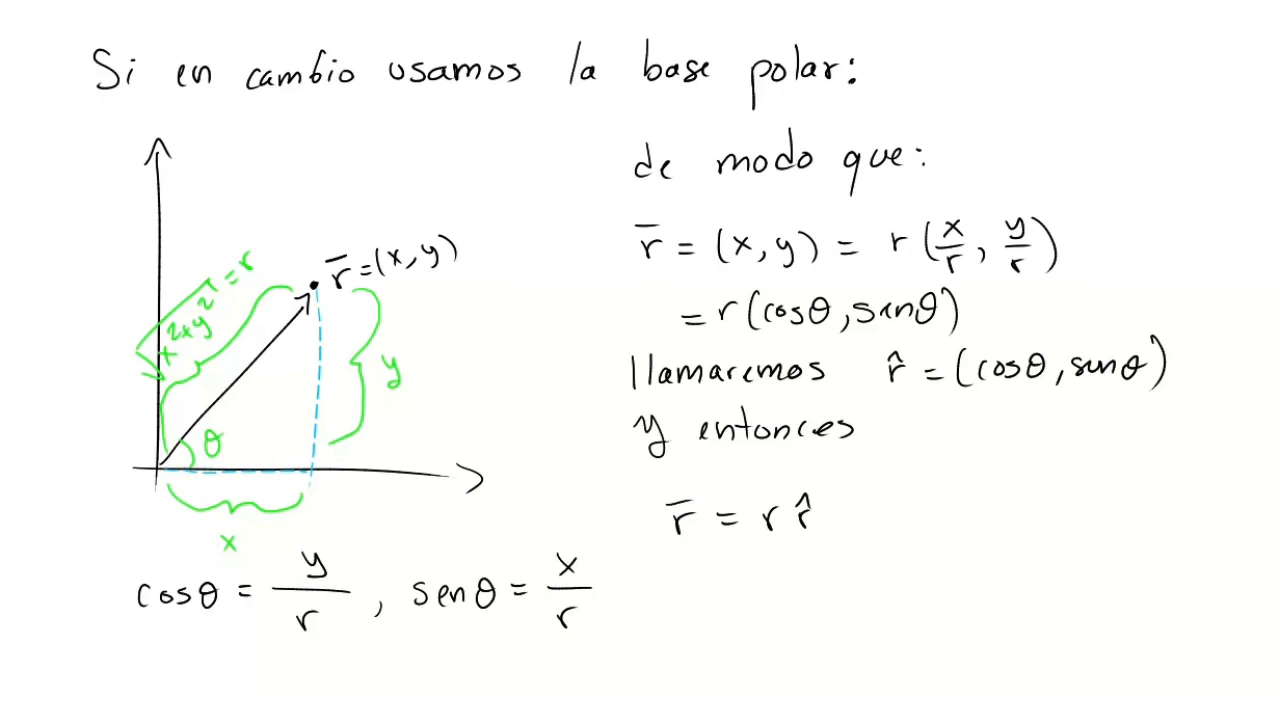 Si en cambio usamos la base polar:
de modo que:
r̄ = (x, y) = r (x/r, y/r)
= r (cosθ, senθ)
llamaremos r̂ = (cosθ, senθ)
y entonces
r̄ = r r̂
r̄ = (x, y)
√x²+y² = r
y
θ
x
cosθ = y/r , senθ = x/r